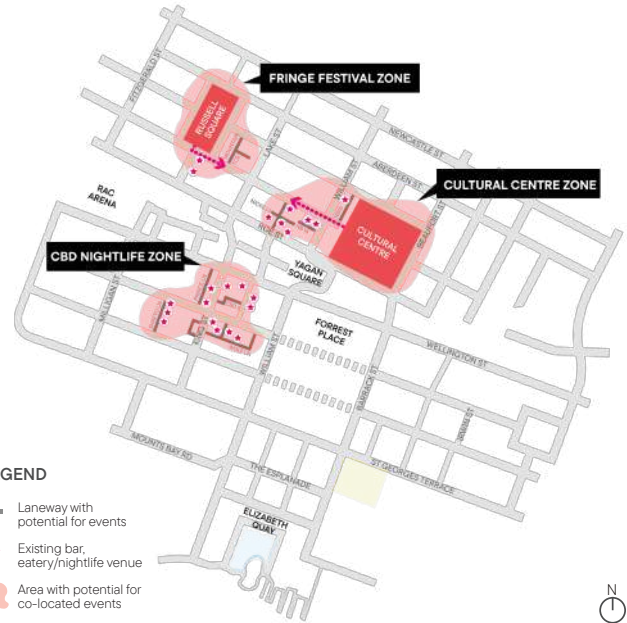 FITZGERALD ST
FRINGE FESTIVAL ZONE
RUSSELL
SQUARE
LAKE ST
NEWCASTLE ST
ABERDEEN ST
WILLIAM ST
CULTURAL CENTRE ZONE
BEAUFORT ST
RAC
ARENA
ROE ST
CULTURAL
CENTRE
CBD NIGHTLIFE ZONE
YAGAN
SQUARE
MILLIGAN ST
KING ST
FORREST
PLACE
WILLIAM ST
WELLINGTON ST
BARRACK ST
IRWIN ST
MOUNTS BAY RD
THE ESPLANADE
ST GEORGES TERRACE
ELIZABETH
QUAY
GEND
Laneway with
potential for events
Existing bar,
eatery/nightlife venue
Area with potential for
co-located events
N